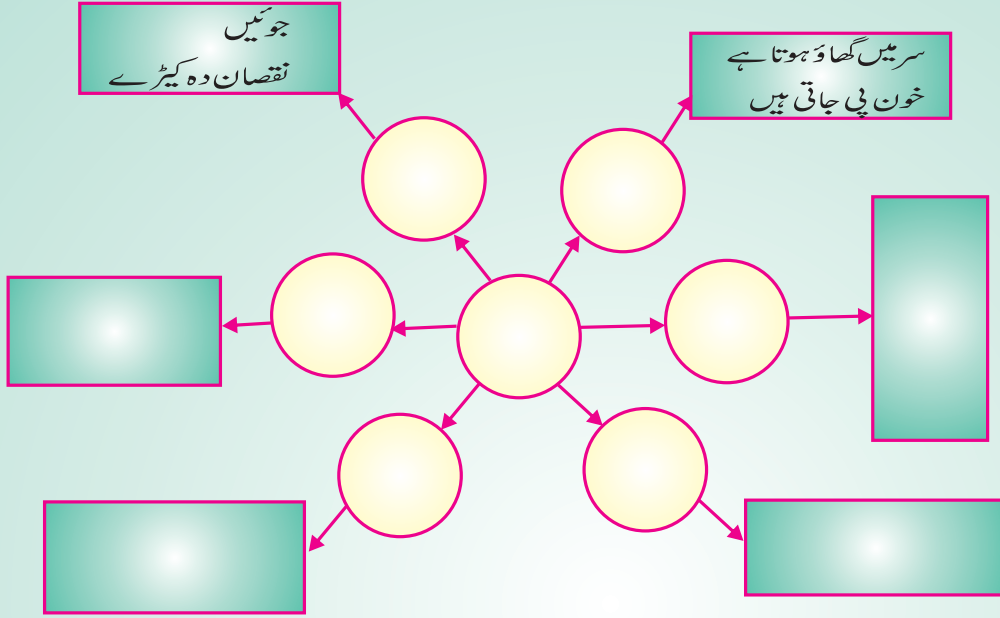 سر میں گھاؤ ہوتا ہے
خون پی جاتی ہیں
جوئیں
نقصان دہ کیڑے